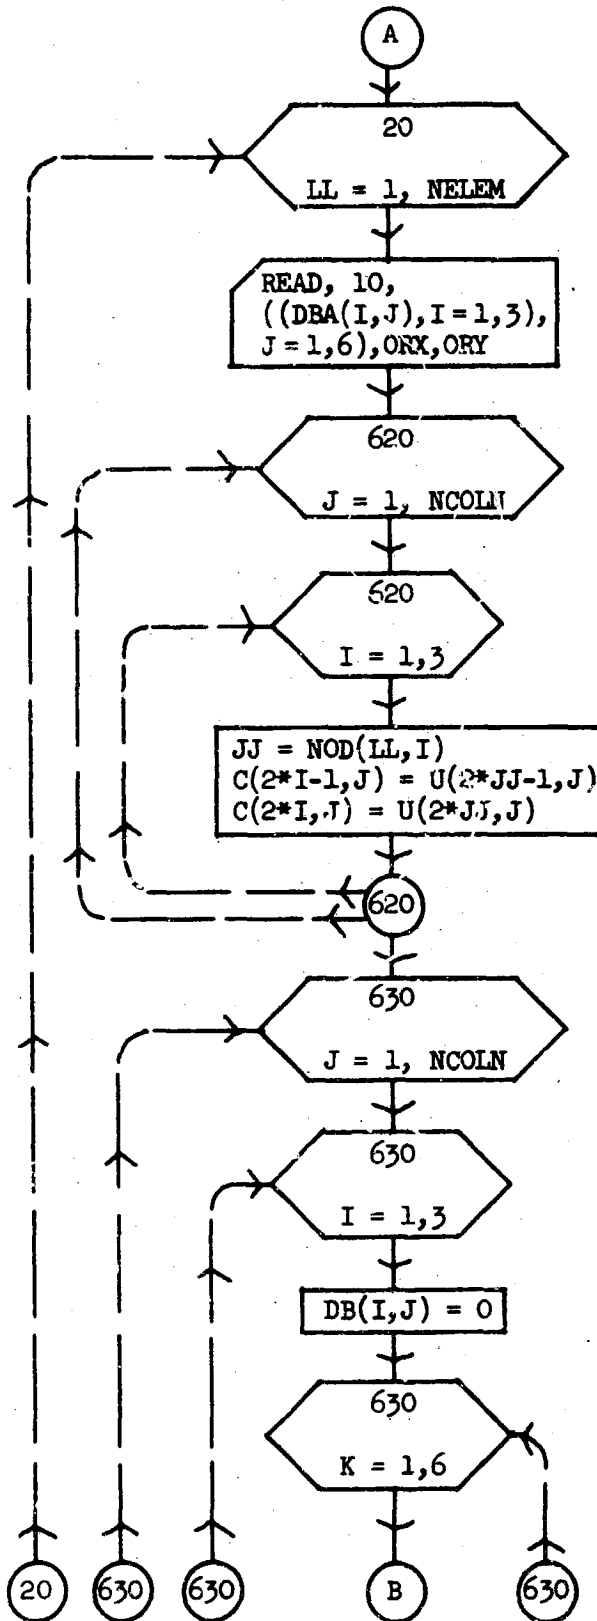 A
20
LL = 1, NELEM
READ, 10,
((DBA(I,J),I=1,3),
J=1,6),ORX,ORY
620
J = 1, NCOLN
620
I = 1,3
JJ = NOD(LL,I)
C(2*I-1,J) = U(2*JJ-1,J)
C(2*I,J) = U(2*JJ,J)
620
630
J = 1, NCOLN
630
I = 1,3
DB(I,J) = 0
630
K = 1,6
20 630 630 B 630